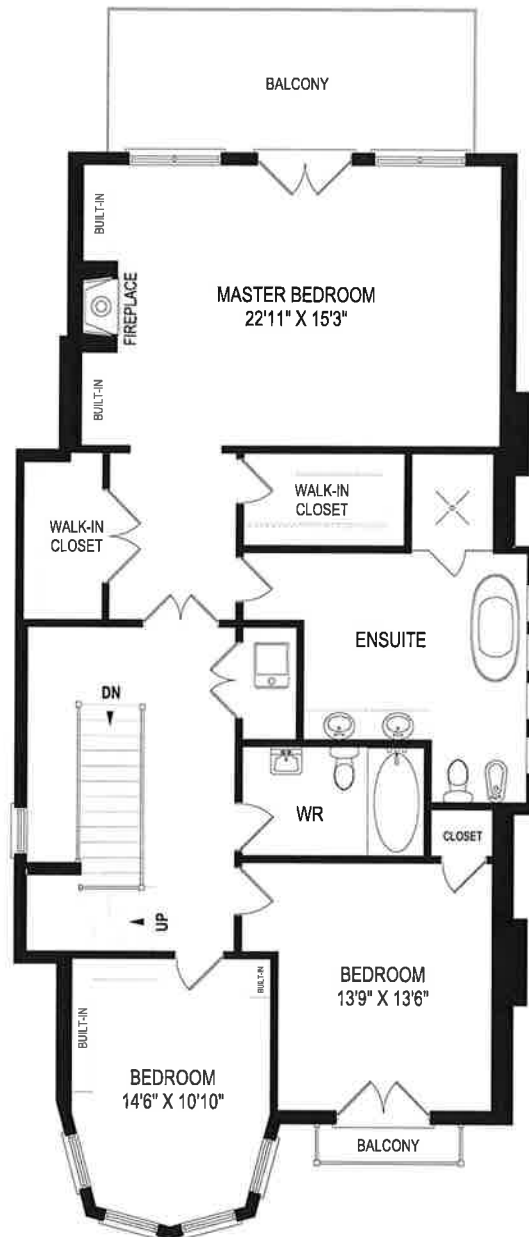 BALCONY
BUILT-IN
FIREPLACE
MASTER BEDROOM
22'11" X 15'3"
BUILT-IN
WALK-IN
CLOSET
WALK-IN
CLOSET
ENSUITE
DN
WR
CLOSET
UP
BEDROOM
13'9" X 13'6"
BUILT-IN
BUILT-IN
BEDROOM
14'6" X 10'10"
BALCONY